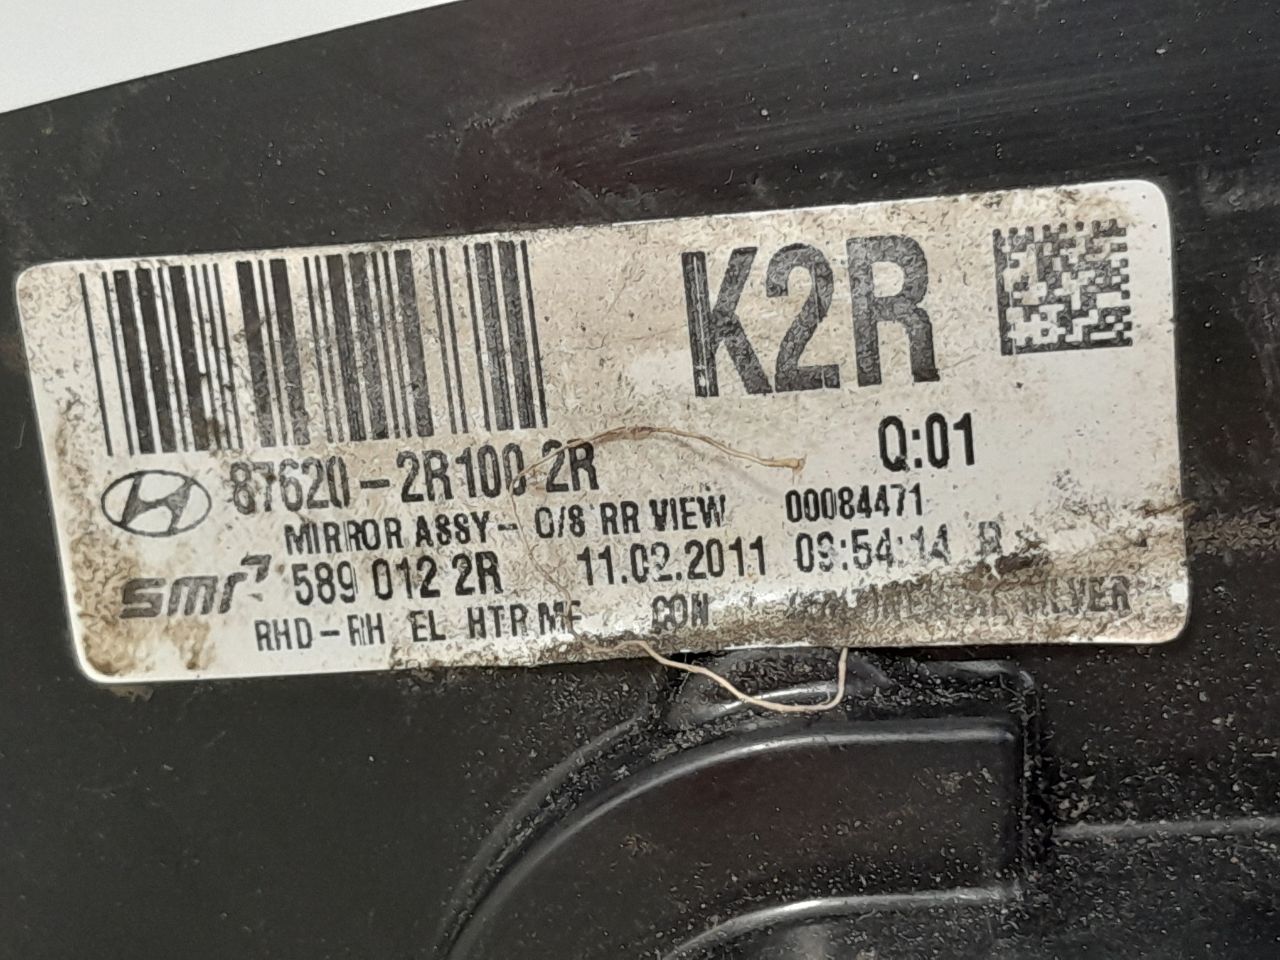 K2R
Q:01
87620-2R100 2R
MIRROR ASSY- O/S RR VIEW 00084471
smr 589 012 2R 11.02.2011 09:54:14
RHD-RH EL HTR MF CON SILVER